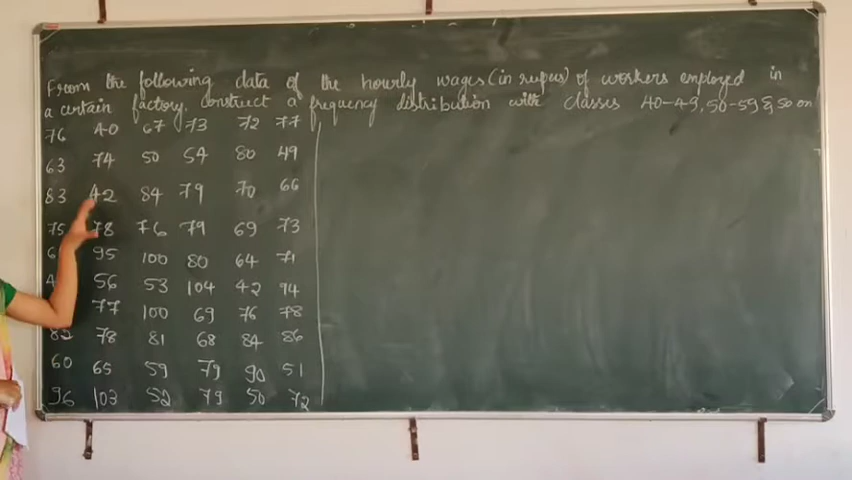 From the following data of the hourly wages (in rupees) of workers employed in
a certain factory. construct a frequency distribution with classes 40-49, 50-59 & so on
76 40 67 73 72 77
63 74 50 54 80 49
83 42 84 79 70 66
75 78 76 79 69 73
95 100 80 64 71
56 53 104 42 94
77 100 69 76 78
82 78 81 68 84 86
60 65 59 79 90 51
96 103 52 79 50 72